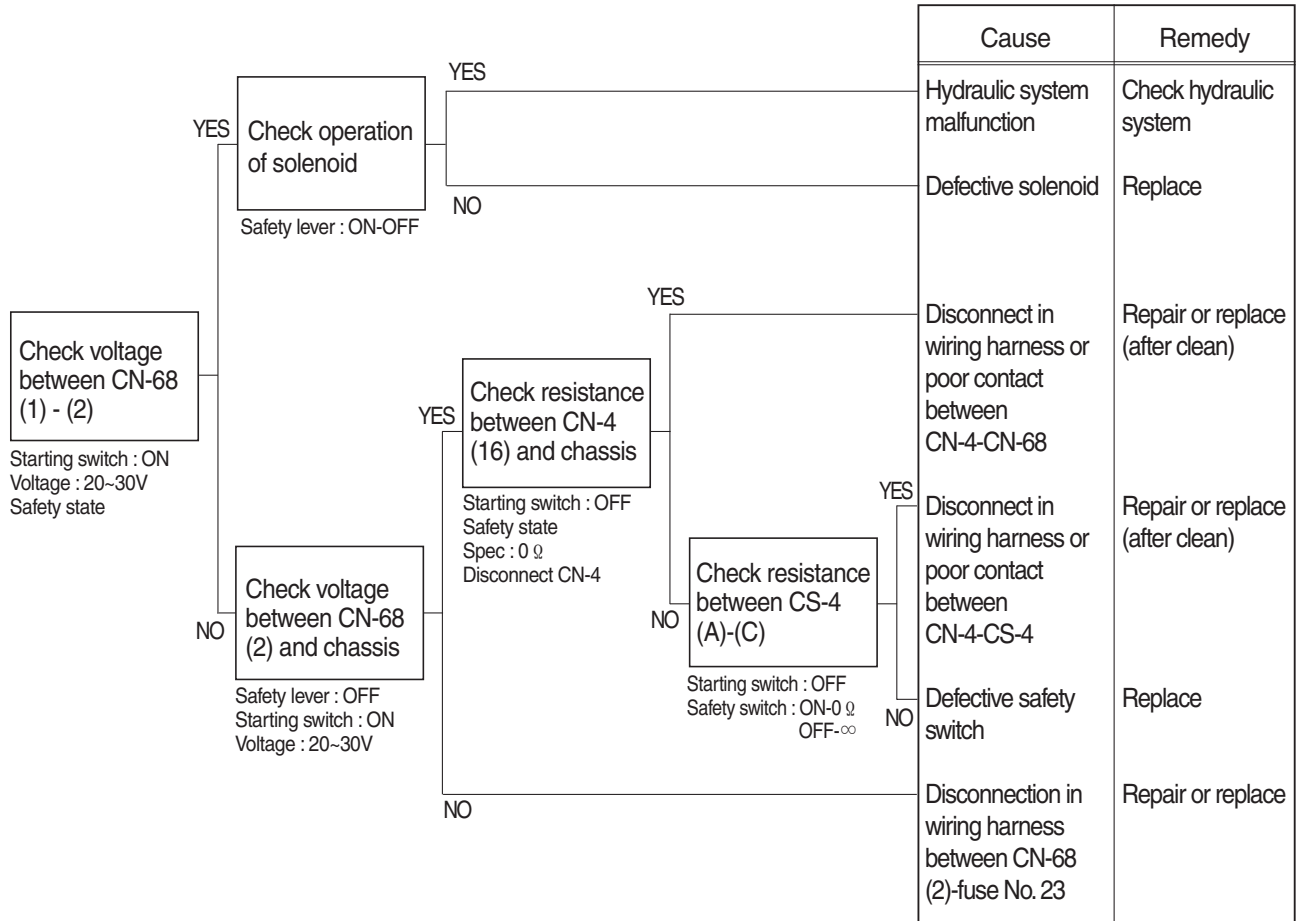 Cause
Remedy
YES
Hydraulic system
malfunction
Check hydraulic
system
YES
Check operation
of solenoid
Defective solenoid
Replace
NO
Safety lever : ON-OFF
YES
Disconnect in
wiring harness or
poor contact
between
CN-4-CN-68
Repair or replace
(after clean)
Check voltage
between CN-68
(1) - (2)
Starting switch : ON
Voltage : 20~30V
Safety state
YES
Check resistance
between CN-4
(16) and chassis
Starting switch : OFF
Safety state
Spec : 0 Ω
Disconnect CN-4
YES
Disconnect in
wiring harness or
poor contact
between
CN-4-CS-4
Repair or replace
(after clean)
NO
Check resistance
between CS-4
(A)-(C)
Starting switch : OFF
Safety switch : ON-0 Ω
OFF-∞
NO
Defective safety
switch
Replace
NO
Check voltage
between CN-68
(2) and chassis
Safety lever : OFF
Starting switch : ON
Voltage : 20~30V
NO
Disconnection in
wiring harness
between CN-68
(2)-fuse No. 23
Repair or replace